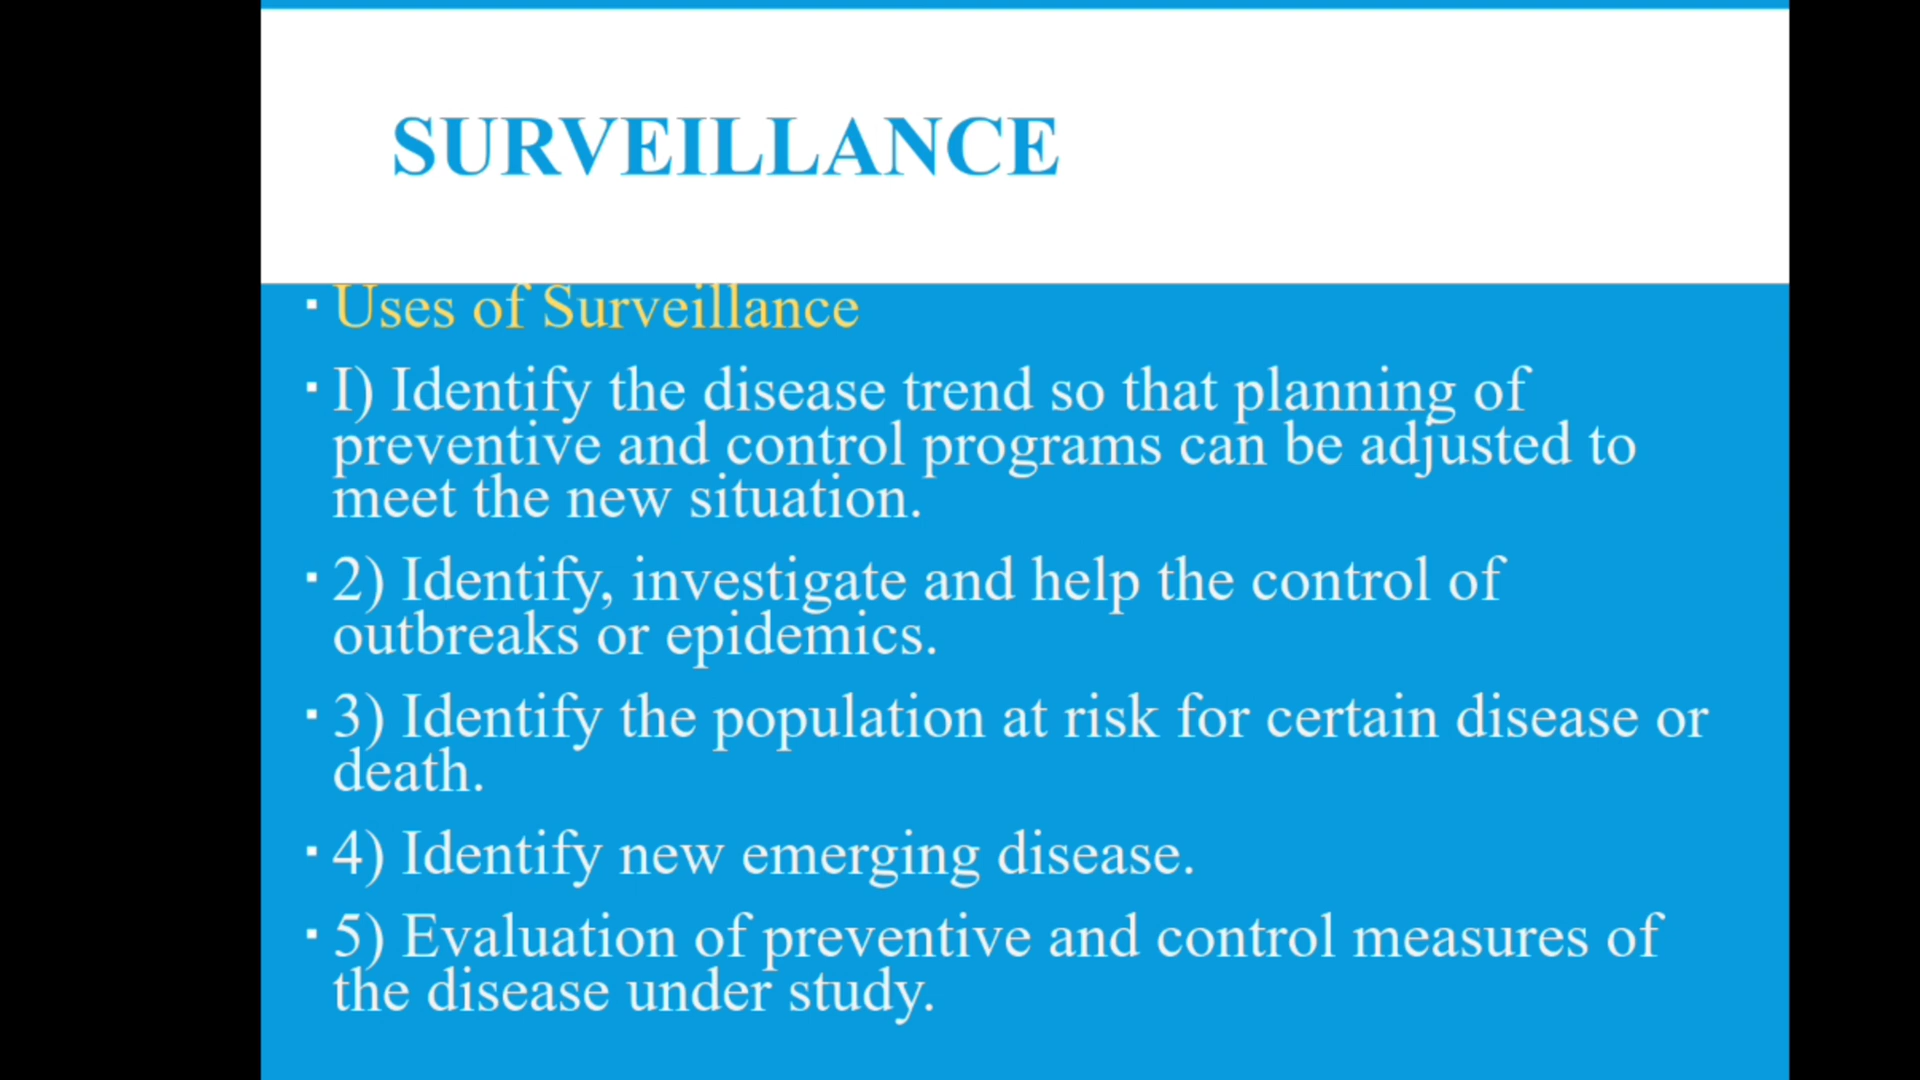 SURVEILLANCE
▪ Uses of Surveillance
▪ I) Identify the disease trend so that planning of
preventive and control programs can be adjusted to
meet the new situation.
▪ 2) Identify, investigate and help the control of
outbreaks or epidemics.
▪ 3) Identify the population at risk for certain disease or
death.
▪ 4) Identify new emerging disease.
▪ 5) Evaluation of preventive and control measures of
the disease under study.